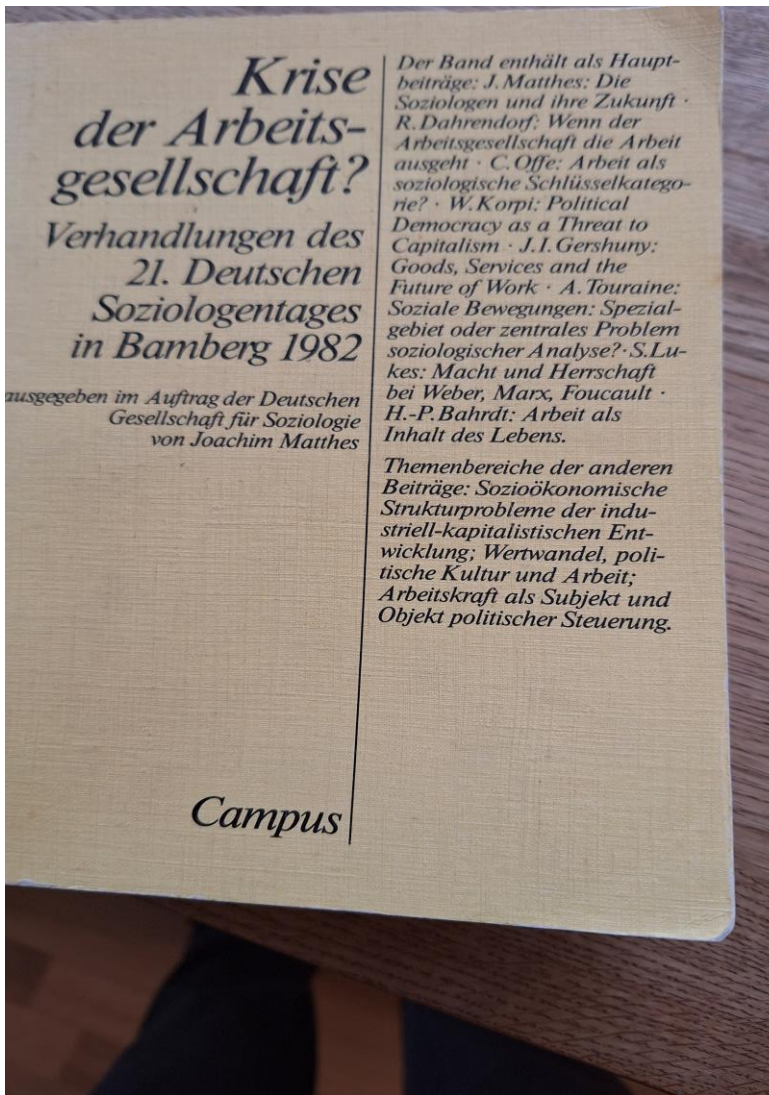 Krise
der Arbeits-
gesellschaft?
Verhandlungen des
21. Deutschen
Soziologentages
in Bamberg 1982
ausgegeben im Auftrag der Deutschen
Gesellschaft für Soziologie
von Joachim Matthes
Campus
Der Band enthält als Haupt-
beiträge: J. Matthes: Die
Soziologen und ihre Zukunft ·
R. Dahrendorf: Wenn der
Arbeitsgesellschaft die Arbeit
ausgeht · C. Offe: Arbeit als
soziologische Schlüsselkatego-
rie? · W. Korpi: Political
Democracy as a Threat to
Capitalism · J. I. Gershuny:
Goods, Services and the
Future of Work · A. Touraine:
Soziale Bewegungen: Spezial-
gebiet oder zentrales Problem
soziologischer Analyse? · S. Lu-
kes: Macht und Herrschaft
bei Weber, Marx, Foucault ·
H.-P. Bahrdt: Arbeit als
Inhalt des Lebens.
Themenbereiche der anderen
Beiträge: Sozioökonomische
Strukturprobleme der indu-
striell-kapitalistischen Ent-
wicklung; Wertwandel, poli-
tische Kultur und Arbeit;
Arbeitskraft als Subjekt und
Objekt politischer Steuerung.